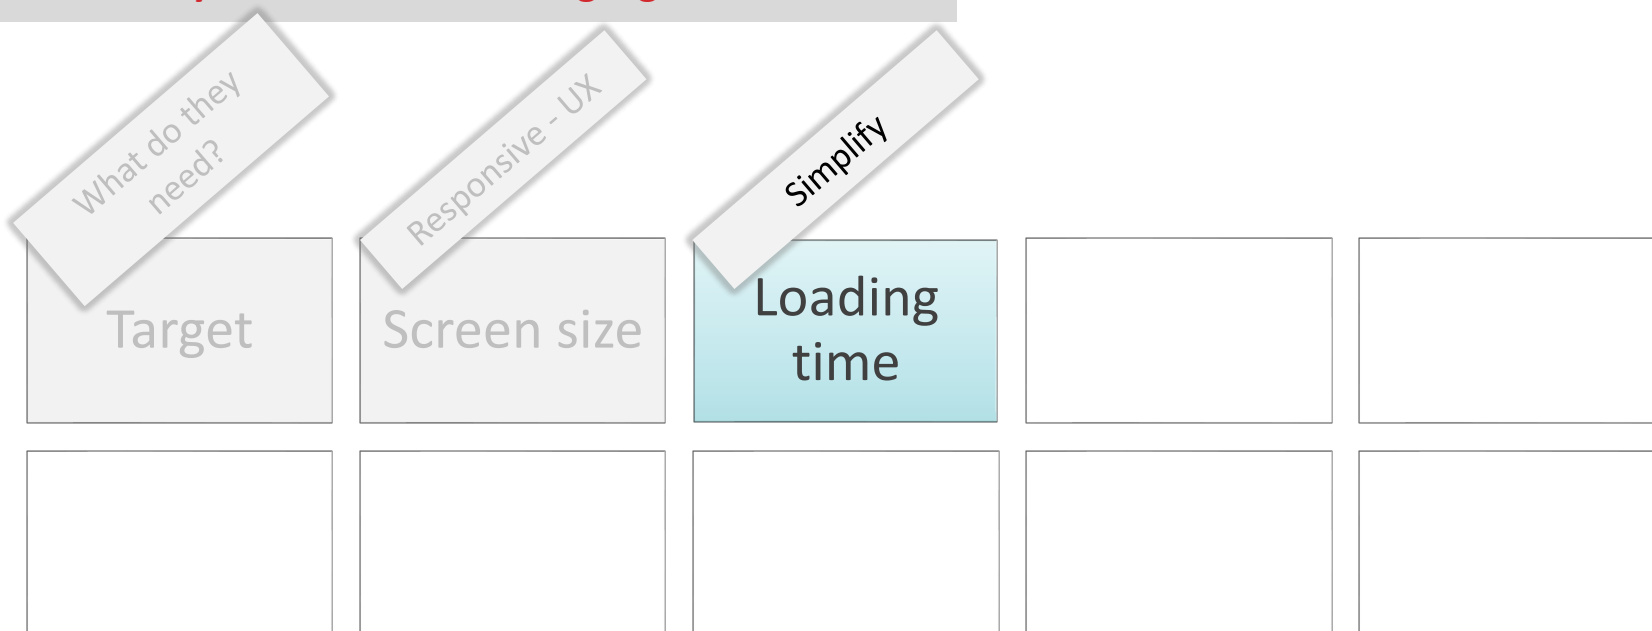 What do they
need?
Responsive - UX
Simplify
Target
Screen size
Loading
time